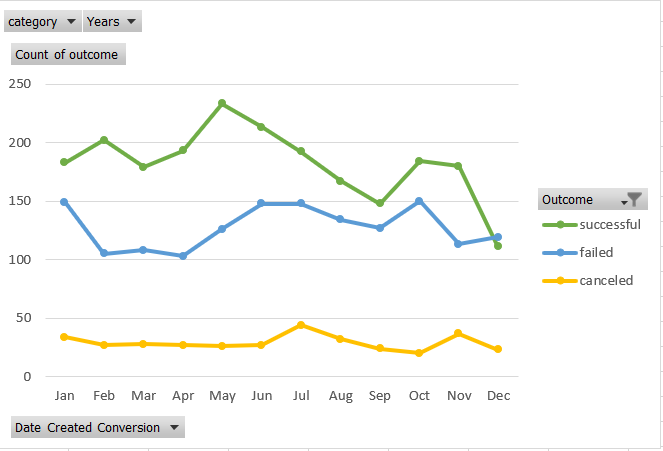 category Years
Count of outcome
250
200
150
100
50
0
Jan Feb Mar Apr May Jun Jul Aug Sep Oct Nov Dec
Outcome
successful
failed
canceled
Date Created Conversion